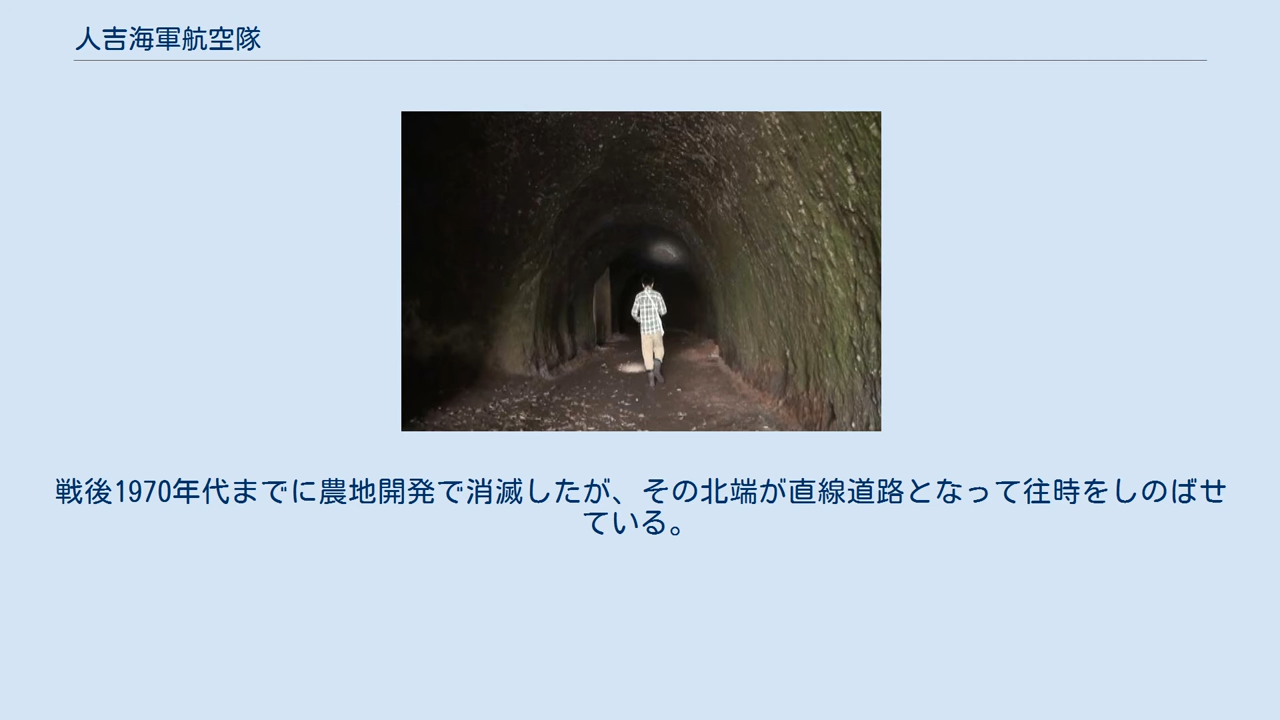 人吉海軍航空隊
戦後1970年代までに農地開発で消滅したが、その北端が直線道路となって往時をしのばせ
ている。